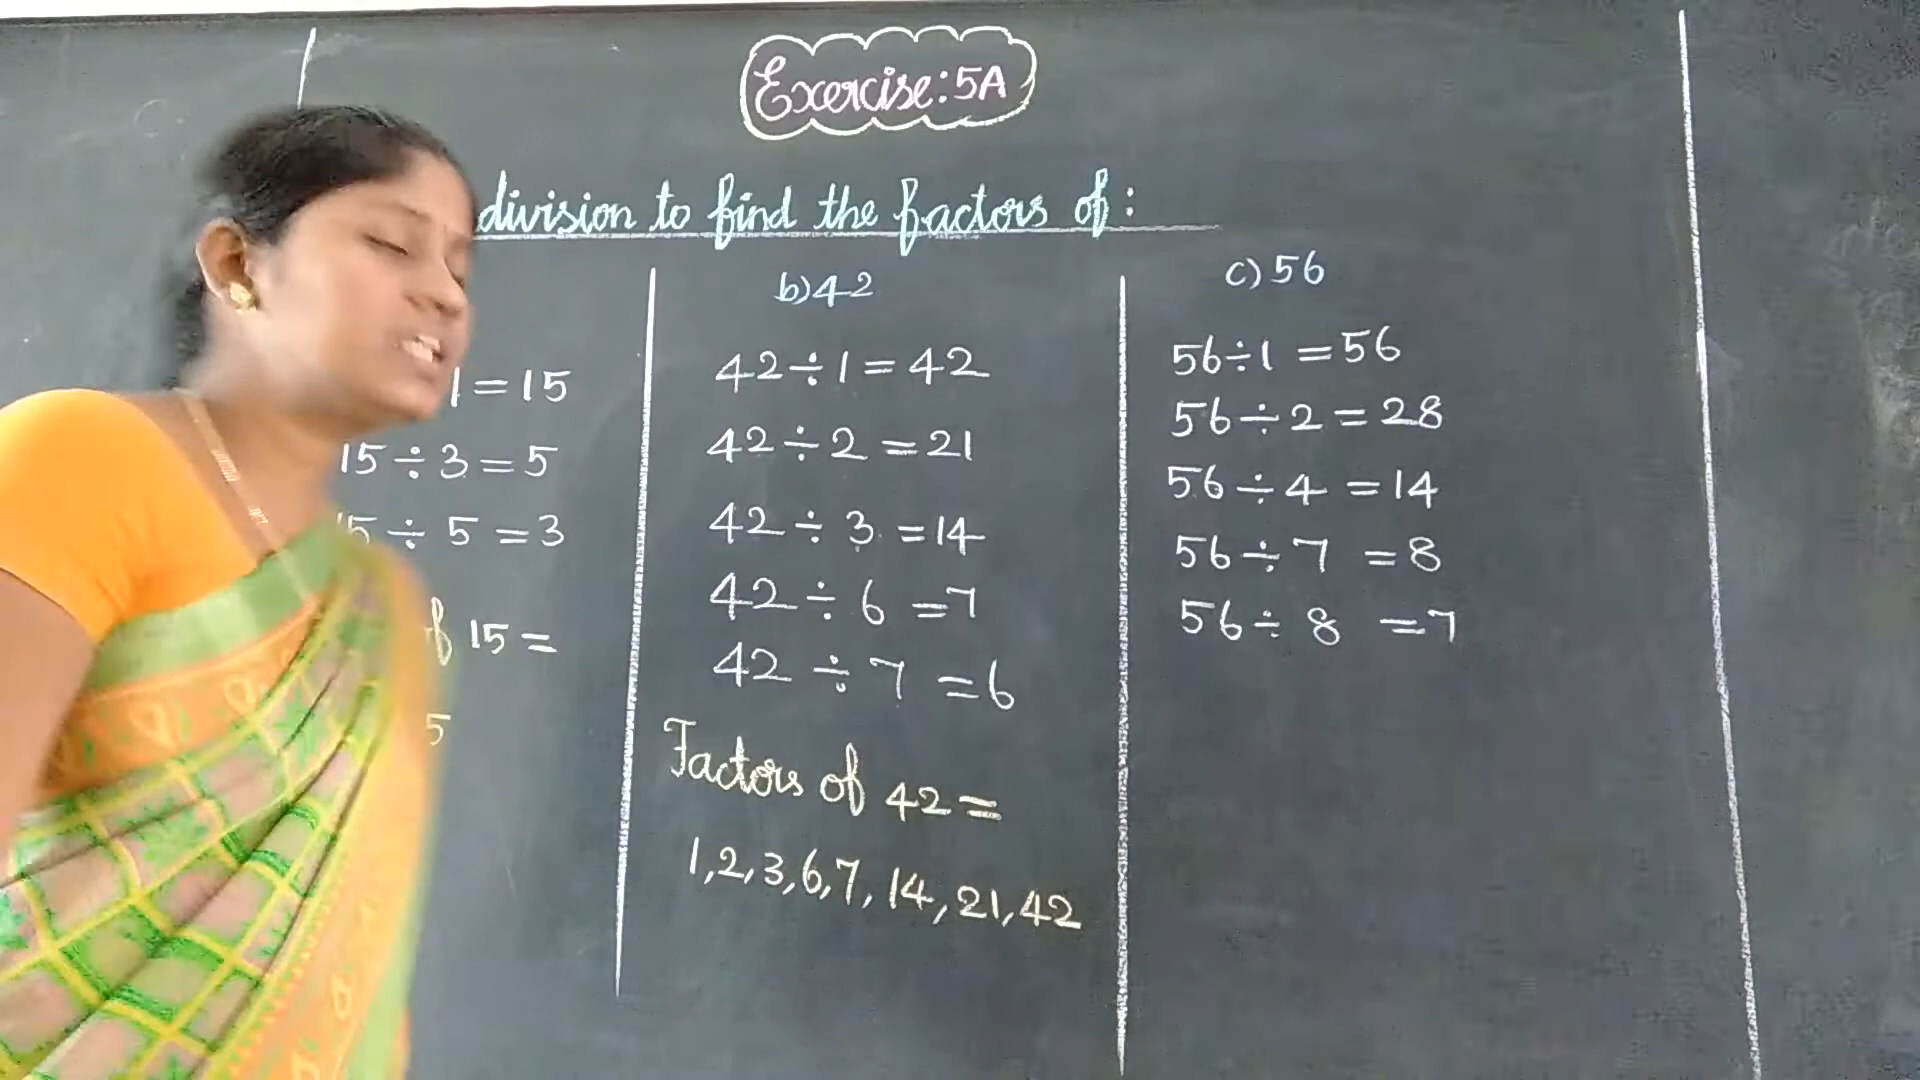 Exercise:5A
division to find the factors of:
1=15
15÷3=5
5÷5=3
of 15=
5
b)42
42÷1=42
42÷2=21
42÷3=14
42÷6=7
42÷7=6
Factors of 42=
1,2,3,6,7,14,21,42
c)56
56÷1=56
56÷2=28
56÷4=14
56÷7=8
56÷8=7